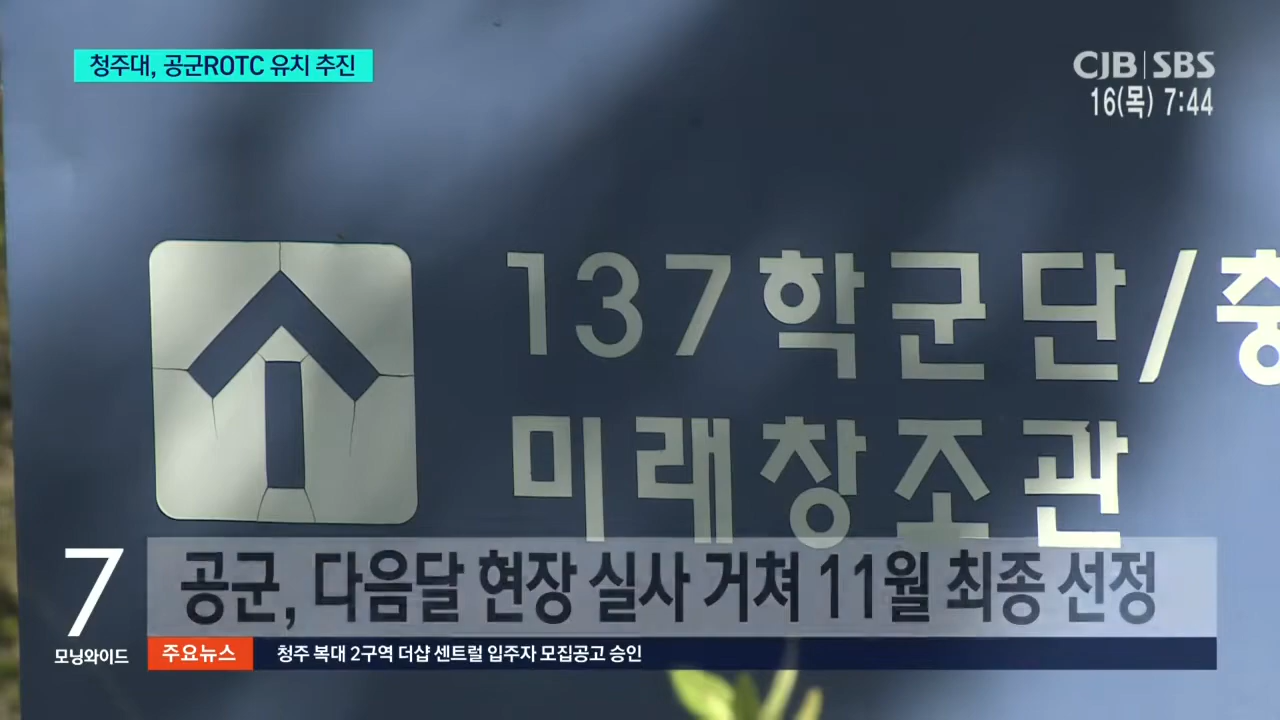 청주대, 공군ROTC 유치 추진
CJB SBS
16(목) 7:44
137학군단/충
미래창조관
공군, 다음달 현장 실사 거쳐 11월 최종 선정
7
모닝와이드
주요뉴스
청주 복대 2구역 더샵 센트럴 입주자 모집공고 승인